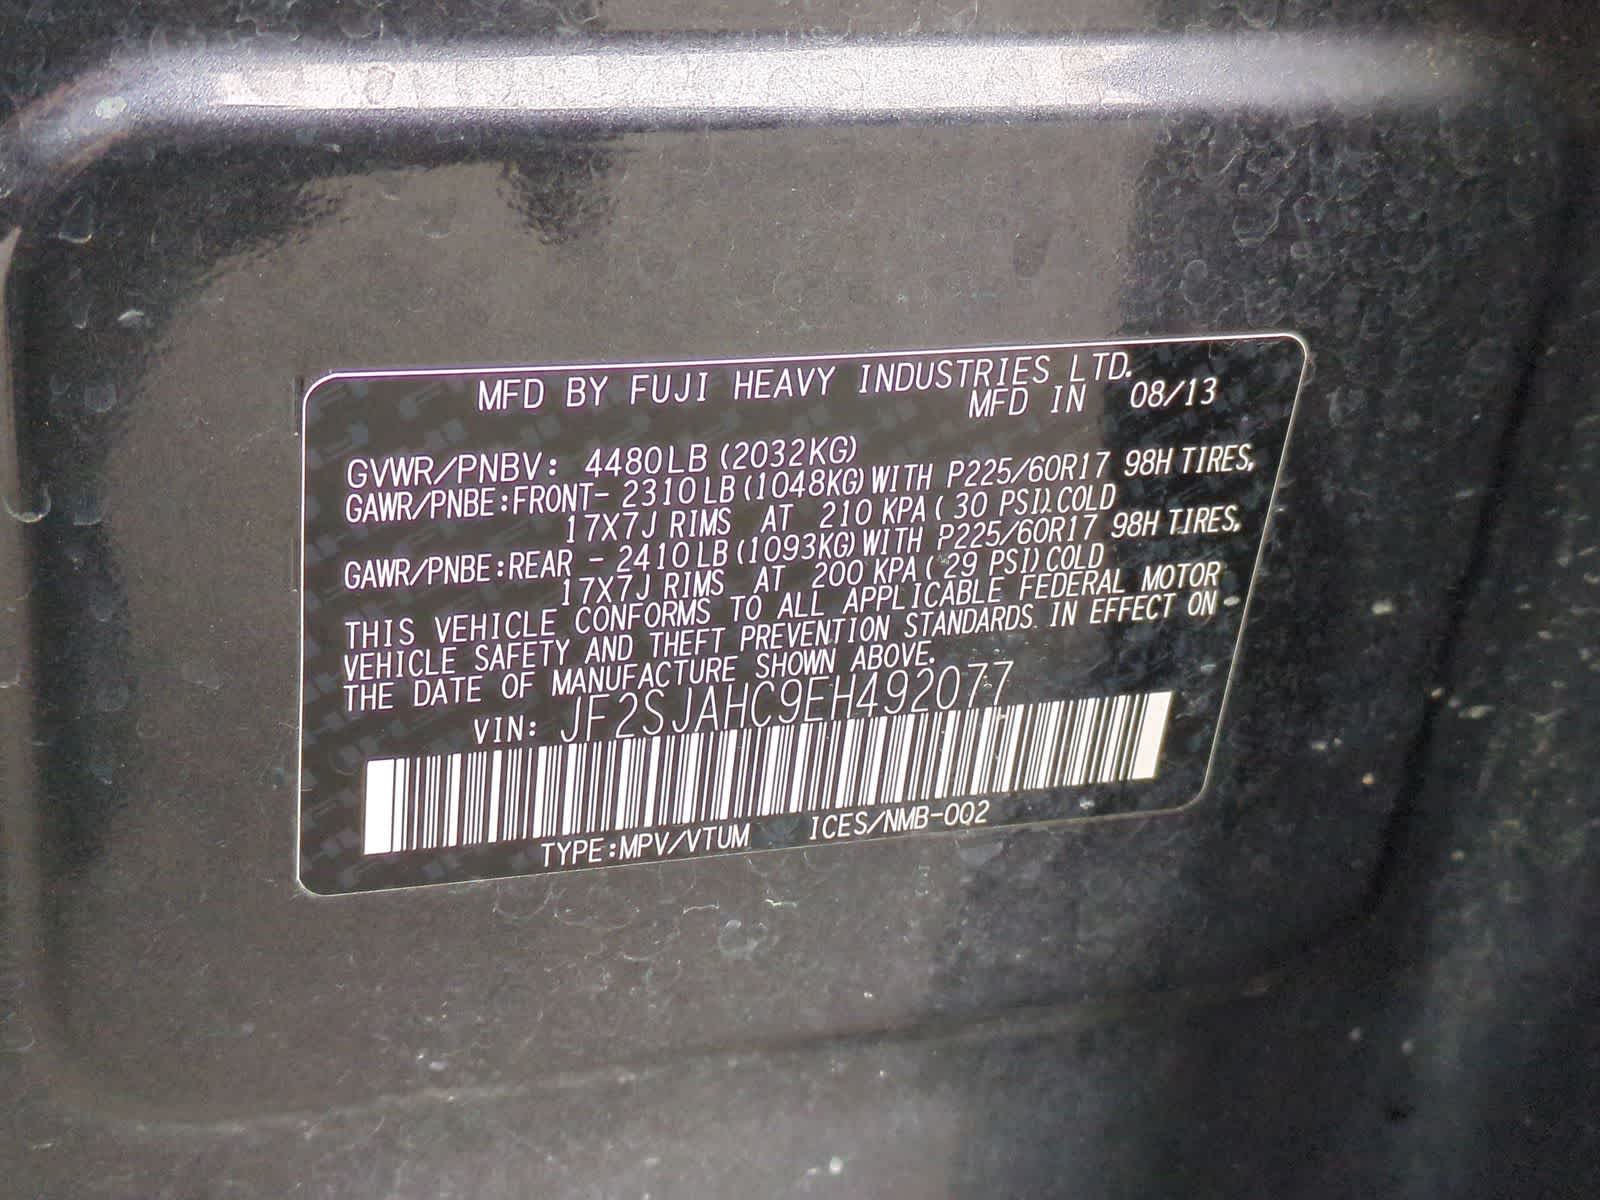 MFD BY FUJI HEAVY INDUSTRIES LTD.
MFD IN 08/13
GVWR/PNBV: 4480LB (2032KG)
GAWR/PNBE:FRONT- 2310LB (1048KG) WITH P225/60R17 98H TIRES,
17X7J RIMS AT 210 KPA (30 PSI) COLD
GAWR/PNBE:REAR - 2410LB (1093KG) WITH P225/60R17 98H TIRES,
17X7J RIMS AT 200 KPA (29 PSI) COLD
THIS VEHICLE CONFORMS TO ALL APPLICABLE FEDERAL MOTOR
VEHICLE SAFETY AND THEFT PREVENTION STANDARDS IN EFFECT ON
THE DATE OF MANUFACTURE SHOWN ABOVE.
VIN: JF2SJAHC9EH492077
TYPE:MPV/VTUM ICES/NMB-002